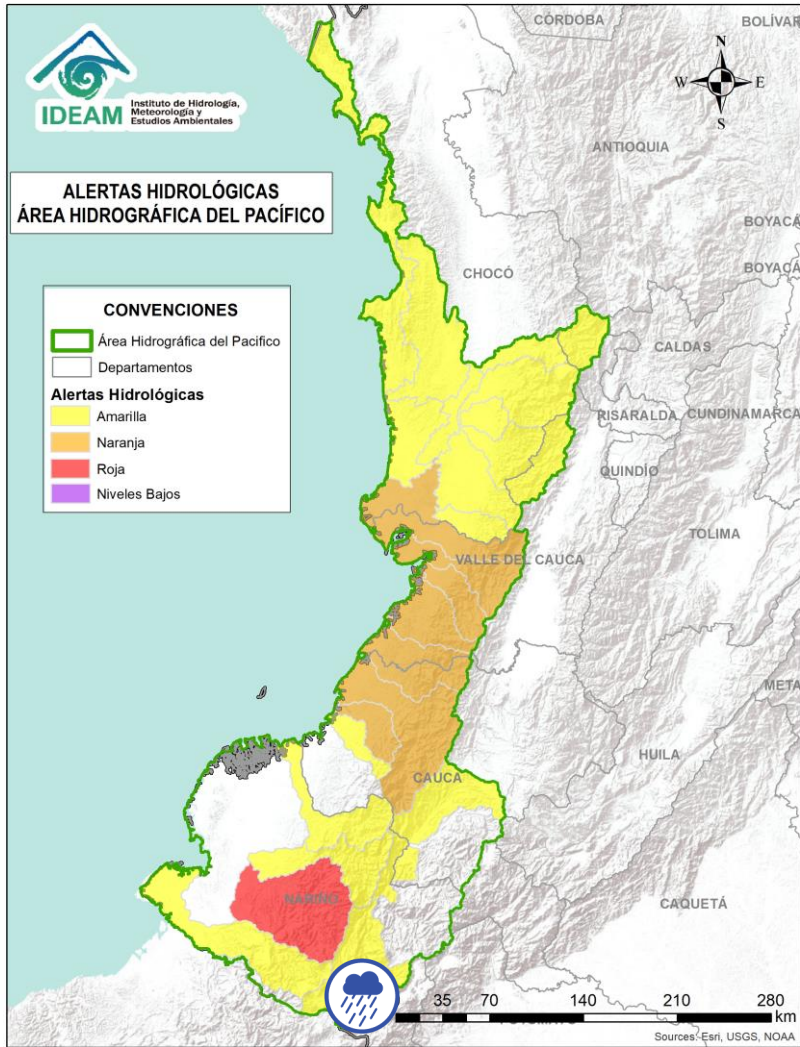 IDEAM
Instituto de Hidrología,
Meteorología y
Estudios Ambientales
ALERTAS HIDROLÓGICAS
ÁREA HIDROGRÁFICA DEL PACÍFICO
CONVENCIONES
Área Hidrográfica del Pacifico
Departamentos
Alertas Hidrológicas
Amarilla
Naranja
Roja
Niveles Bajos
N
W
E
S
CÓRDOBA
BOLÍVAR
ANTIOQUIA
BOYACÁ
CHOCÓ
BOYACÁ
CALDAS
RISARALDA
CUNDINAMARCA
QUINDÍO
TOLIMA
VALLE DEL CAUCA
META
HUILA
CAUCA
NARIÑO
CAQUETÁ
35 70 140 210 280
km
Sources: Esri, USGS, NOAA